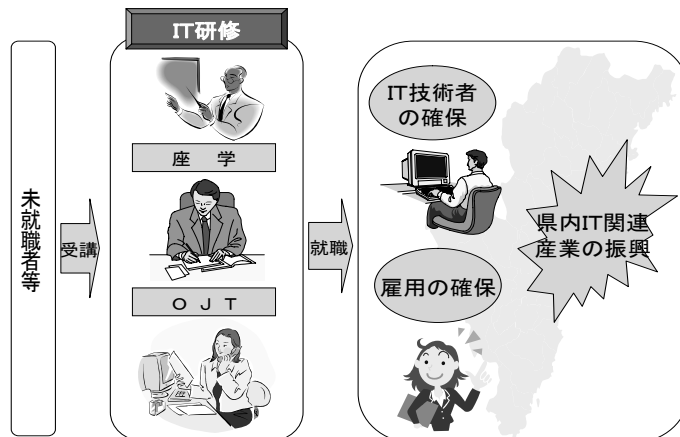 IT研修
未就職者等
受講
座 学
O J T
就職
IT技術者
の確保
雇用の確保
県内IT関連
産業の振興